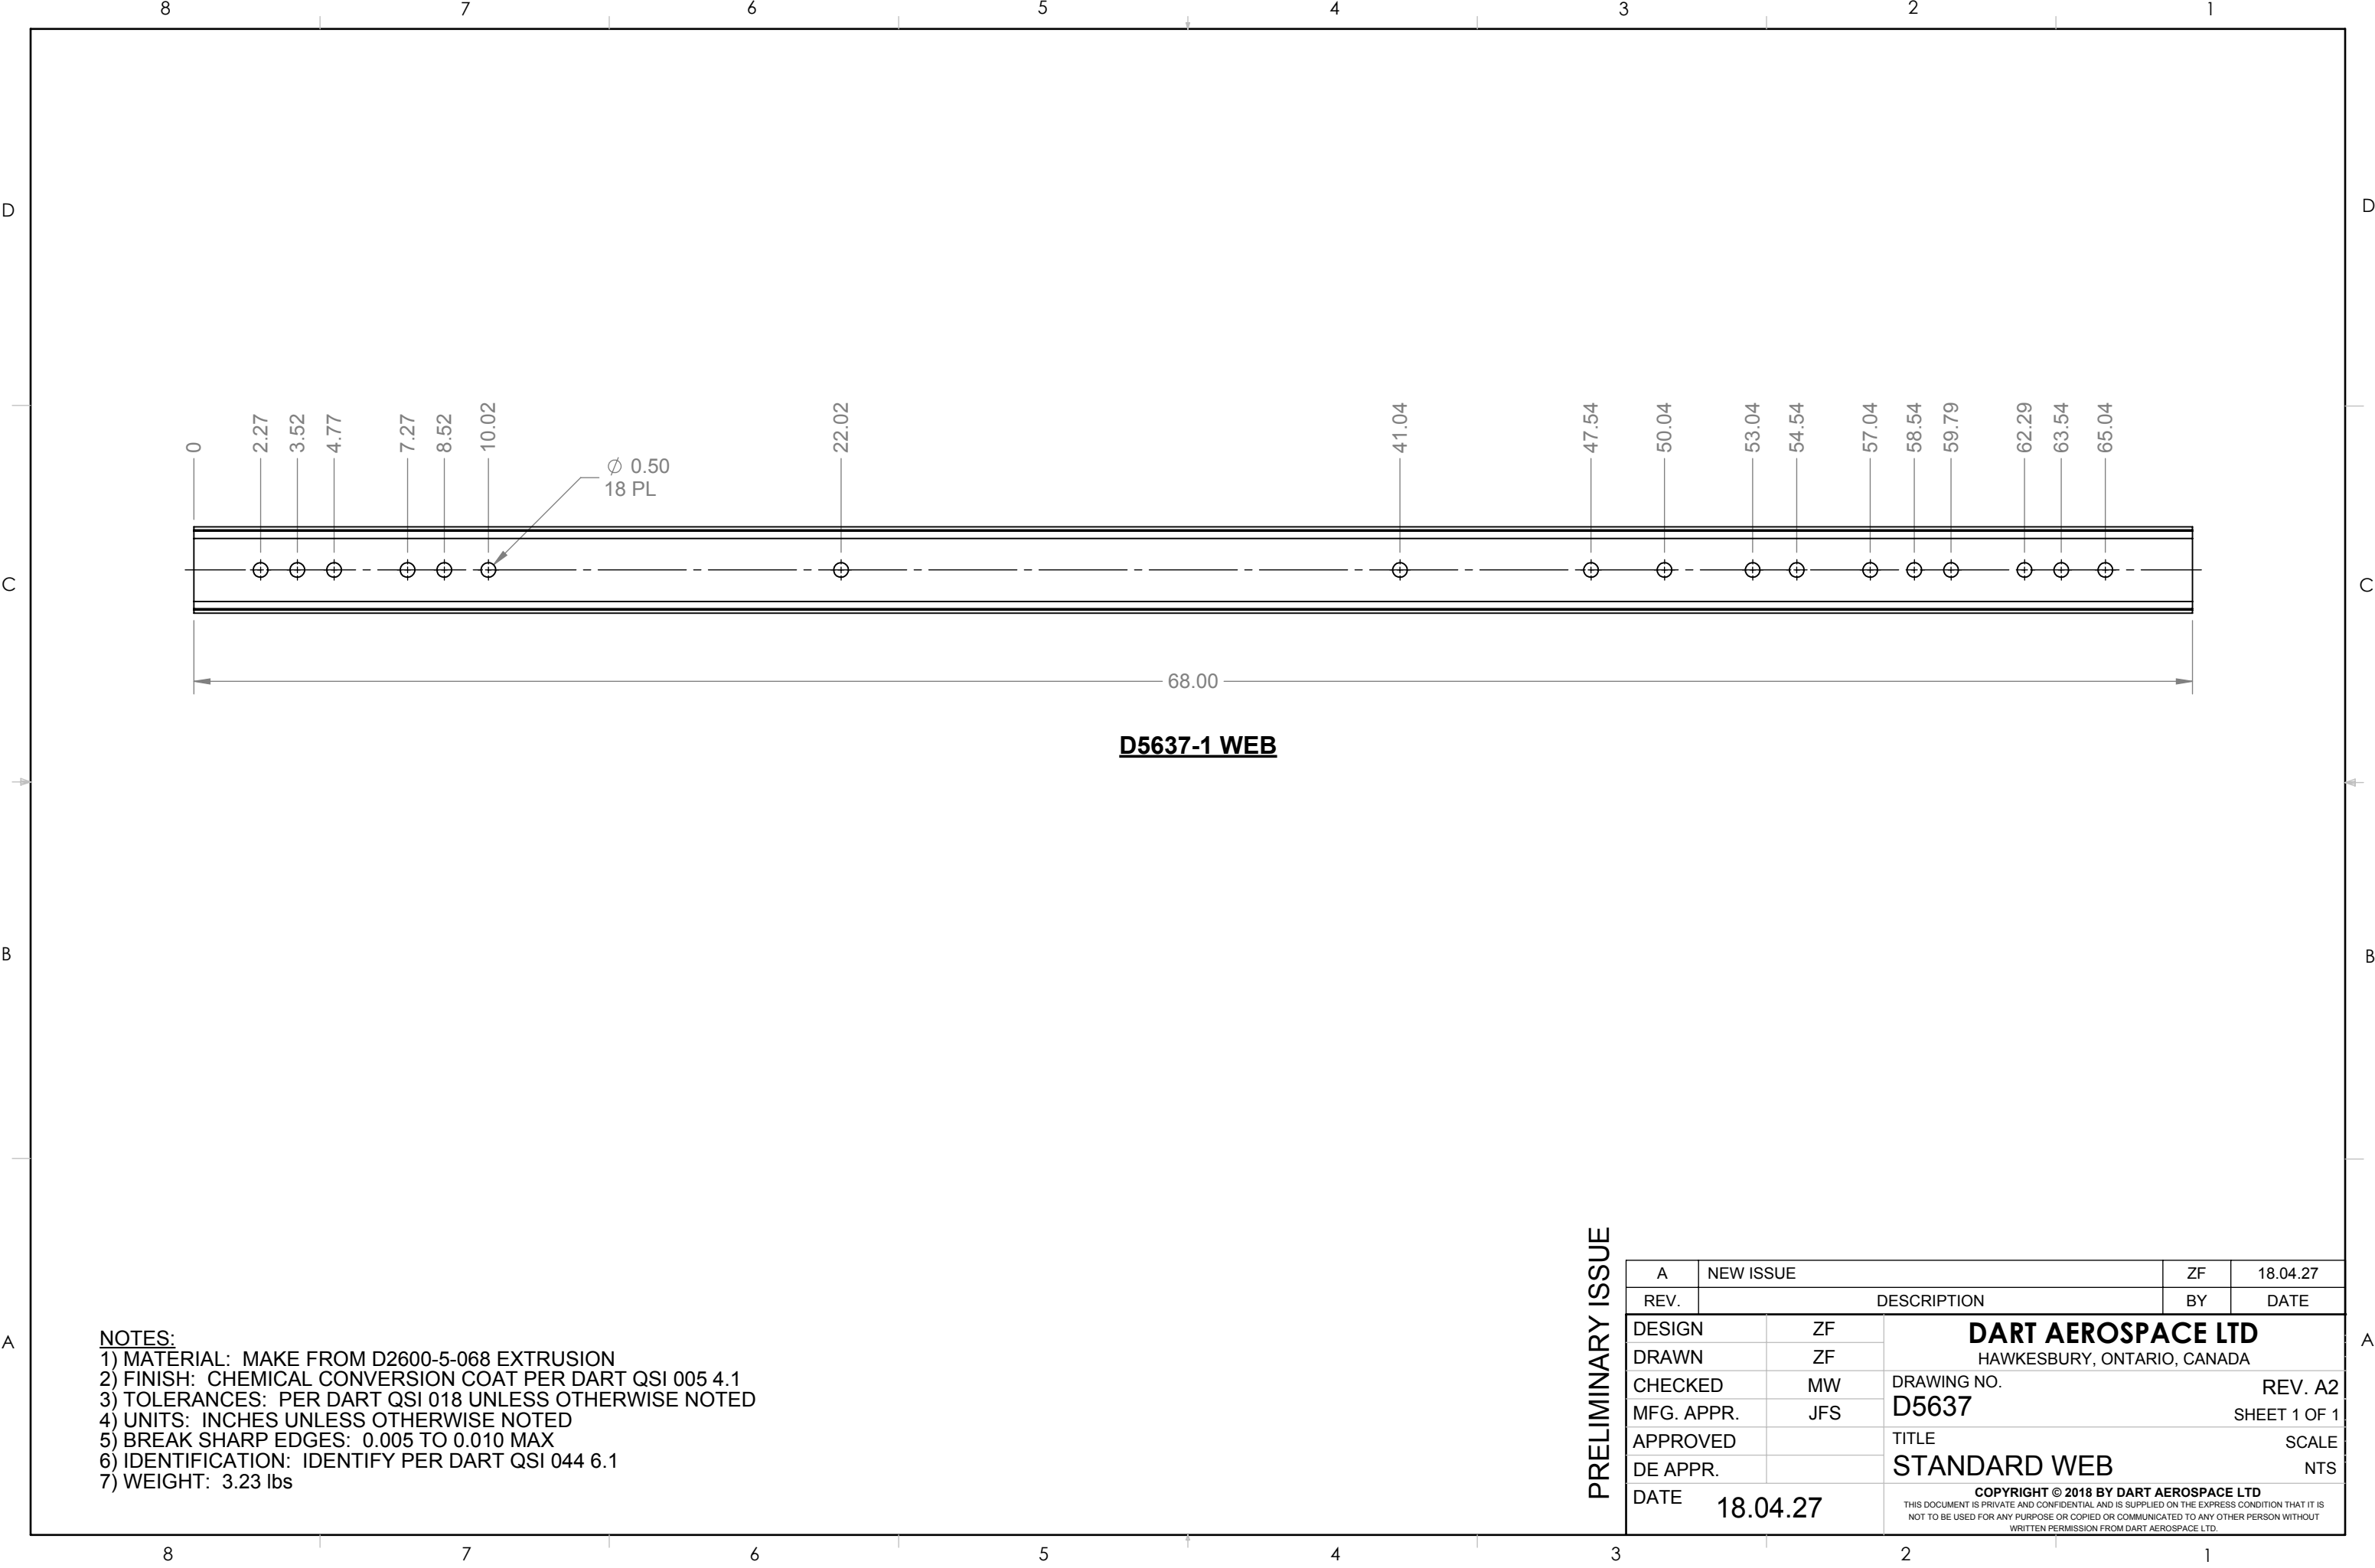 8 7 6 5 4 3 2 1
D D
0 2.27 3.52 4.77 7.27 8.52 10.02 22.02 41.04 47.54 50.04 53.04 54.54 57.04 58.54 59.79 62.29 63.54 65.04
∅ 0.50
18 PL
C C
68.00
D5637-1 WEB
B B
A A
NOTES:
1) MATERIAL: MAKE FROM D2600-5-068 EXTRUSION
2) FINISH: CHEMICAL CONVERSION COAT PER DART QSI 005 4.1
3) TOLERANCES: PER DART QSI 018 UNLESS OTHERWISE NOTED
4) UNITS: INCHES UNLESS OTHERWISE NOTED
5) BREAK SHARP EDGES: 0.005 TO 0.010 MAX
6) IDENTIFICATION: IDENTIFY PER DART QSI 044 6.1
7) WEIGHT: 3.23 lbs
PRELIMINARY ISSUE
A NEW ISSUE ZF 18.04.27
REV. DESCRIPTION BY DATE
DESIGN ZF
DRAWN ZF
CHECKED MW
MFG. APPR. JFS
APPROVED
DE APPR.
DATE 18.04.27
DART AEROSPACE LTD
HAWKESBURY, ONTARIO, CANADA
DRAWING NO. REV. A2
D5637 SHEET 1 OF 1
TITLE SCALE
STANDARD WEB NTS
COPYRIGHT © 2018 BY DART AEROSPACE LTD
THIS DOCUMENT IS PRIVATE AND CONFIDENTIAL AND IS SUPPLIED ON THE EXPRESS CONDITION THAT IT IS
NOT TO BE USED FOR ANY PURPOSE OR COPIED OR COMMUNICATED TO ANY OTHER PERSON WITHOUT
WRITTEN PERMISSION FROM DART AEROSPACE LTD.
8 7 6 5 4 3 2 1